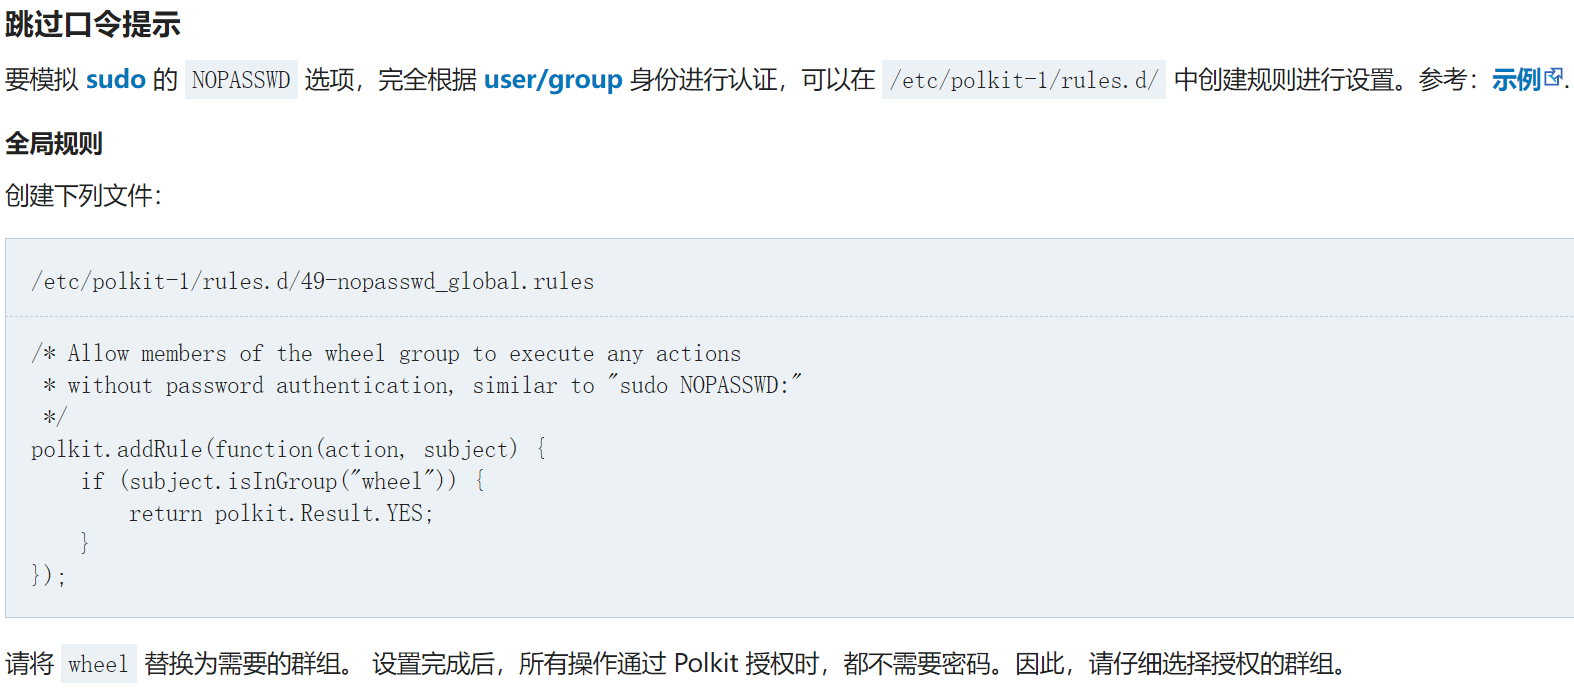 跳过口令提示
要模拟 sudo 的 NOPASSWD 选项，完全根据 user/group 身份进行认证，可以在 /etc/polkit-1/rules.d/ 中创建规则进行设置。参考：示例.
全局规则
创建下列文件：
/etc/polkit-1/rules.d/49-nopasswd_global.rules
/* Allow members of the wheel group to execute any actions
 * without password authentication, similar to "sudo NOPASSWD:"
 */
polkit.addRule(function(action, subject) {
    if (subject.isInGroup("wheel")) {
        return polkit.Result.YES;
    }
});
请将 wheel 替换为需要的群组。 设置完成后，所有操作通过 Polkit 授权时，都不需要密码。因此，请仔细选择授权的群组。